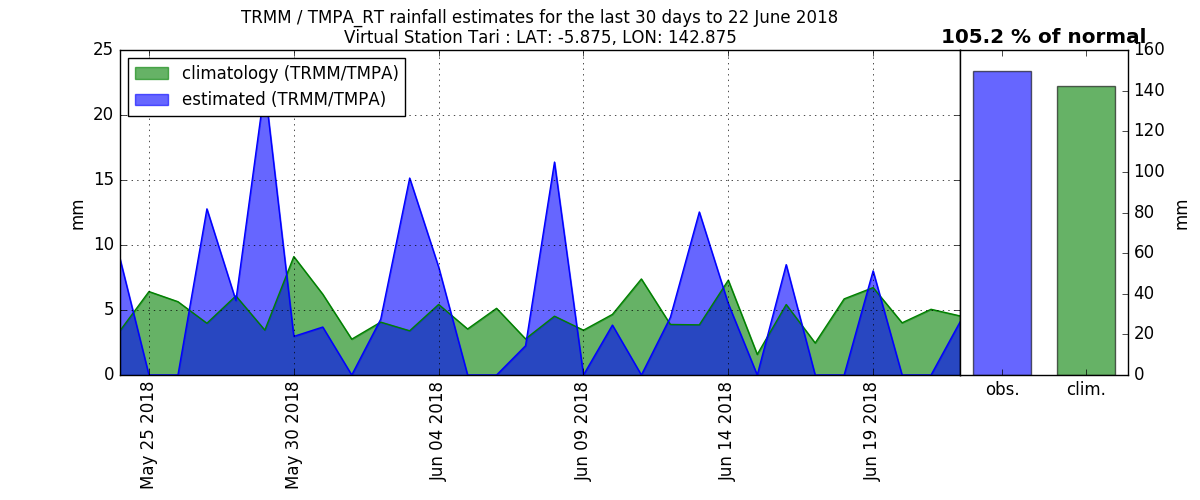 TRMM / TMPA_RT rainfall estimates for the last 30 days to 22 June 2018
Virtual Station Tari : LAT: -5.875, LON: 142.875
105.2 % of normal
climatology (TRMM/TMPA)
estimated (TRMM/TMPA)
25
20
15
10
5
0
mm
May 25 2018
May 30 2018
Jun 04 2018
Jun 09 2018
Jun 14 2018
Jun 19 2018
160
140
120
100
80
60
40
20
0
mm
obs.
clim.